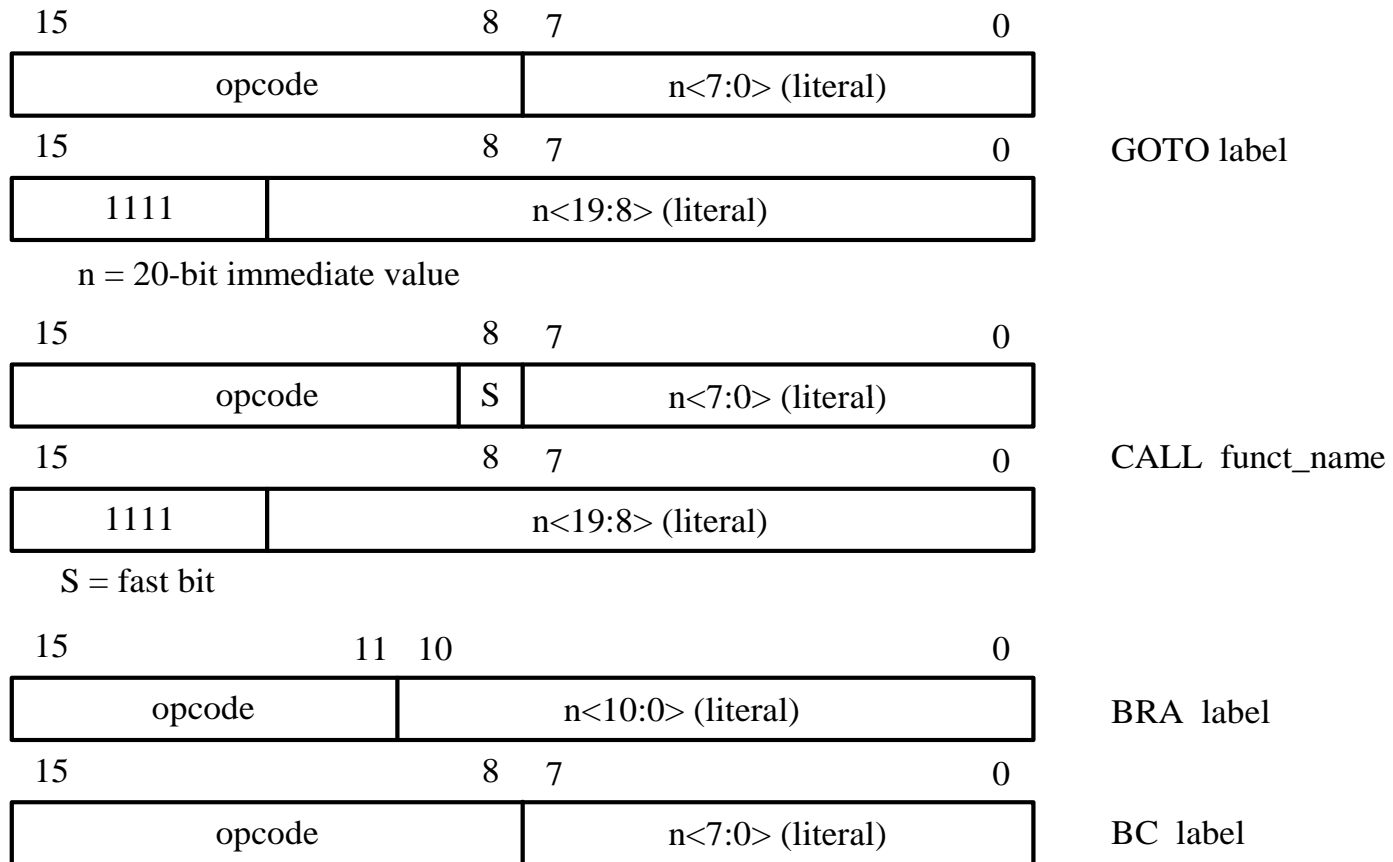 15 8 7 0
opcode n<7:0> (literal)
15 8 7 0 GOTO label
1111 n<19:8> (literal)
n = 20-bit immediate value
15 8 7 0
opcode S n<7:0> (literal)
15 8 7 0 CALL funct_name
1111 n<19:8> (literal)
S = fast bit
15 11 10 0
opcode n<10:0> (literal) BRA label
15 8 7 0
opcode n<7:0> (literal) BC label